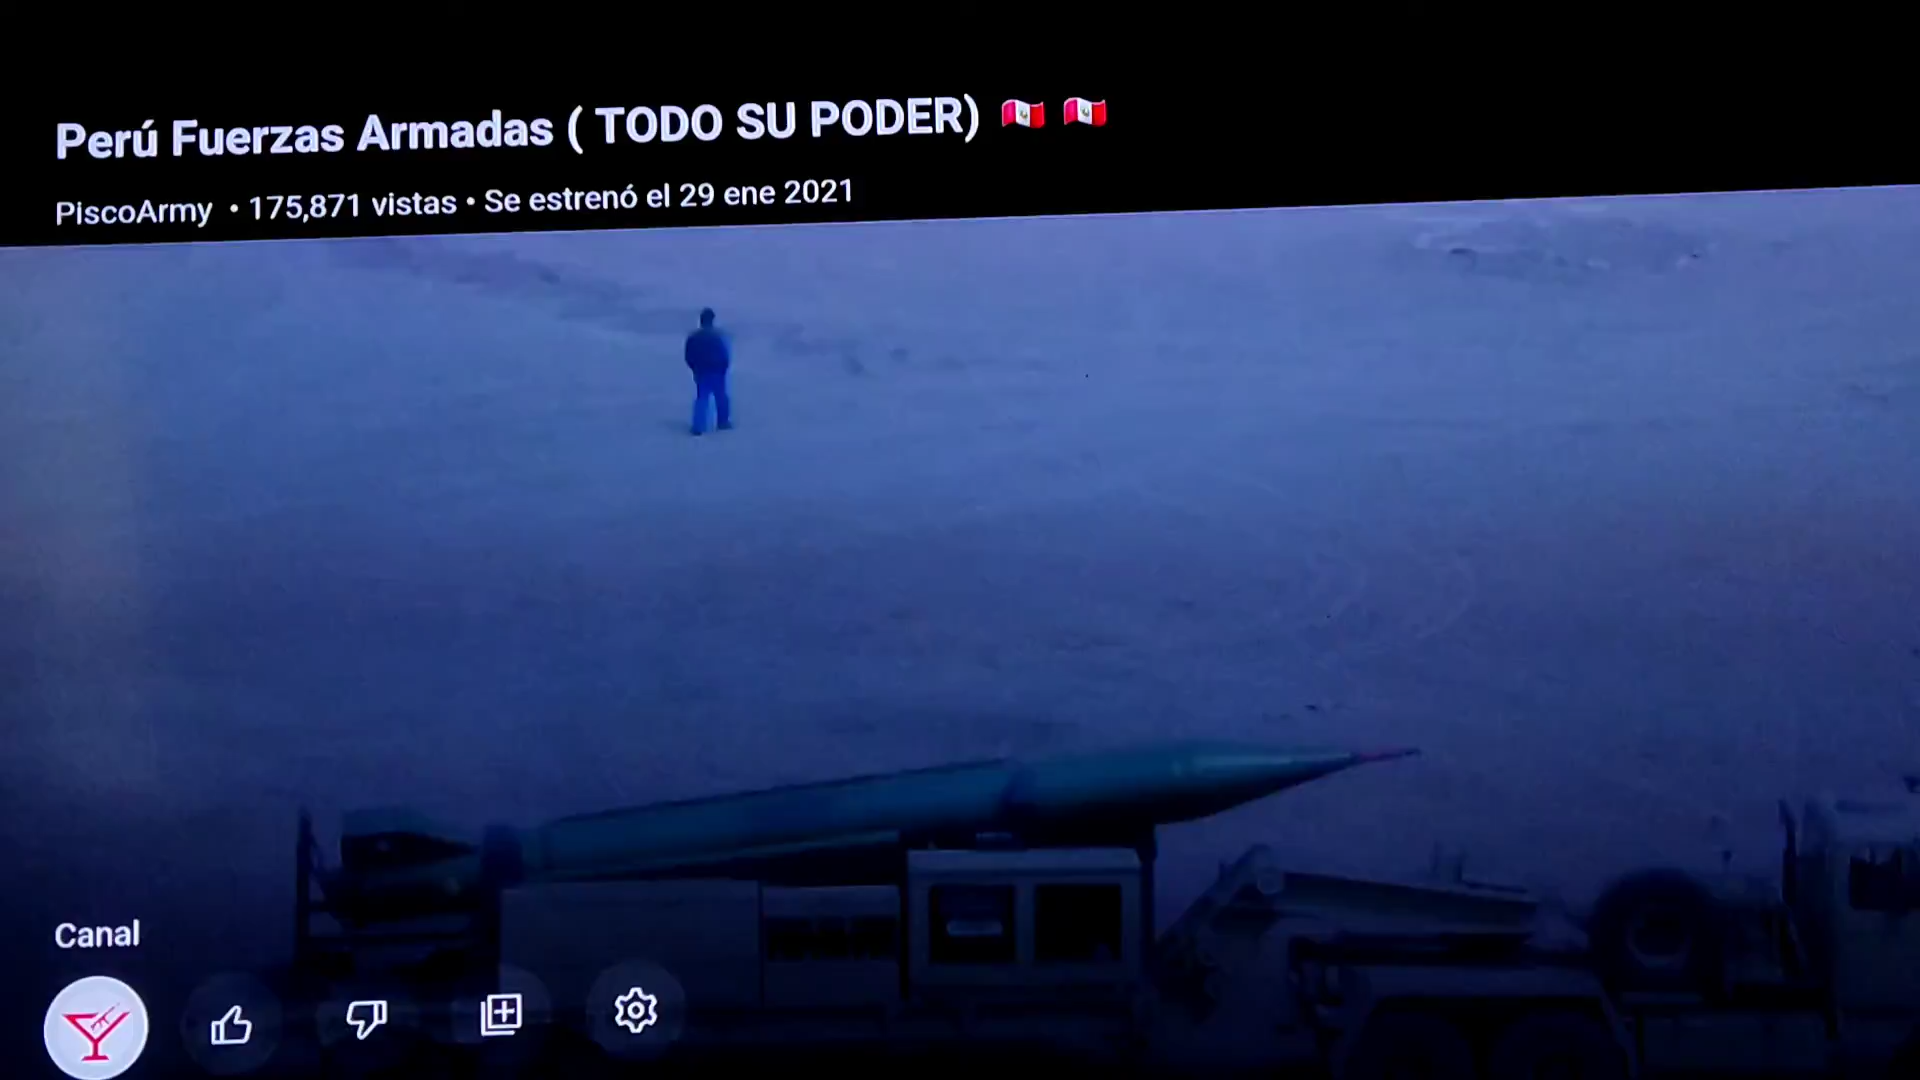 Perú Fuerzas Armadas ( TODO SU PODER) 🇵🇪 🇵🇪
PiscoArmy • 175,871 vistas • Se estrenó el 29 ene 2021
Canal